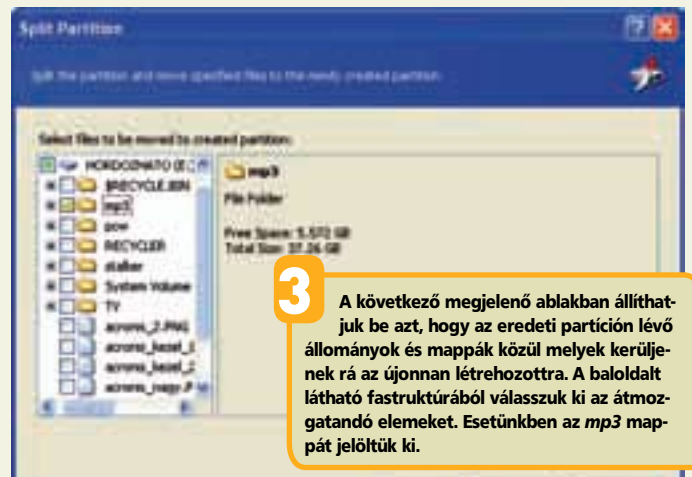 Split Partition
Split the partition and move specified files to the newly created partition.
Select files to be moved to created partition:
HORDOZHATO (E:)
$RECYCLE.BIN
mp3
pow
RECYCLER
stalker
System Volume
TV
acronis_2.PNG
acronis_kezel_
acronis_kezel_
acronis_nagy.P
mp3
File Folder
Free Space: 5.572 GB
Total Size: 37.26 GB
3
A következő megjelenő ablakban állíthat-
juk be azt, hogy az eredeti partíción lévő
állományok és mappák közül melyek kerülje-
nek rá az újonnan létrehozottra. A baloldalt
látható fastruktúrából válasszuk ki az átmoz-
gatandó elemeket. Esetünkben az mp3 map-
pát jelöltük ki.